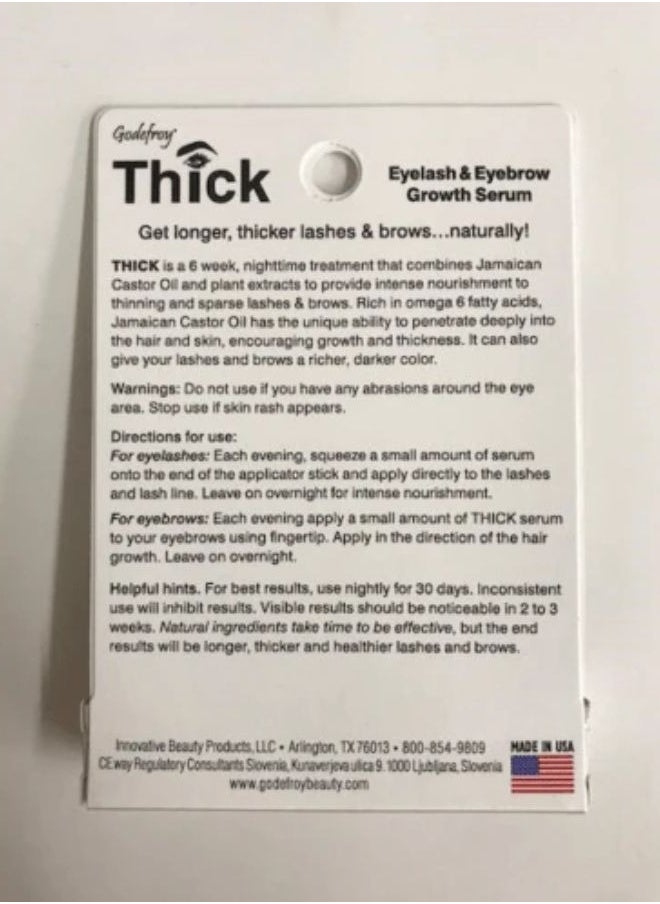 Godefroy
Thick
Eyelash & Eyebrow
Growth Serum
Get longer, thicker lashes & brows...naturally!
THICK is a 6 week, nighttime treatment that combines Jamaican
Castor Oil and plant extracts to provide intense nourishment to
thinning and sparse lashes & brows. Rich in omega 6 fatty acids,
Jamaican Castor Oil has the unique ability to penetrate deeply into
the hair and skin, encouraging growth and thickness. It can also
give your lashes and brows a richer, darker color.
Warnings: Do not use if you have any abrasions around the eye
area. Stop use if skin rash appears.
Directions for use:
For eyelashes: Each evening, squeeze a small amount of serum
onto the end of the applicator stick and apply directly to the lashes
and lash line. Leave on overnight for intense nourishment.
For eyebrows: Each evening apply a small amount of THICK serum
to your eyebrows using fingertip. Apply in the direction of the hair
growth. Leave on overnight.
Helpful hints. For best results, use nightly for 30 days. Inconsistent
use will inhibit results. Visible results should be noticeable in 2 to 3
weeks. Natural ingredients take time to be effective, but the end
results will be longer, thicker and healthier lashes and brows.
Innovative Beauty Products, LLC • Arlington, TX 76013 • 800-854-9809
MADE IN USA
CE way Regulatory Consultants Slovenia, Kunaverjeva ulica 9. 1000 Ljubljana, Slovenia
www.godefroybeauty.com